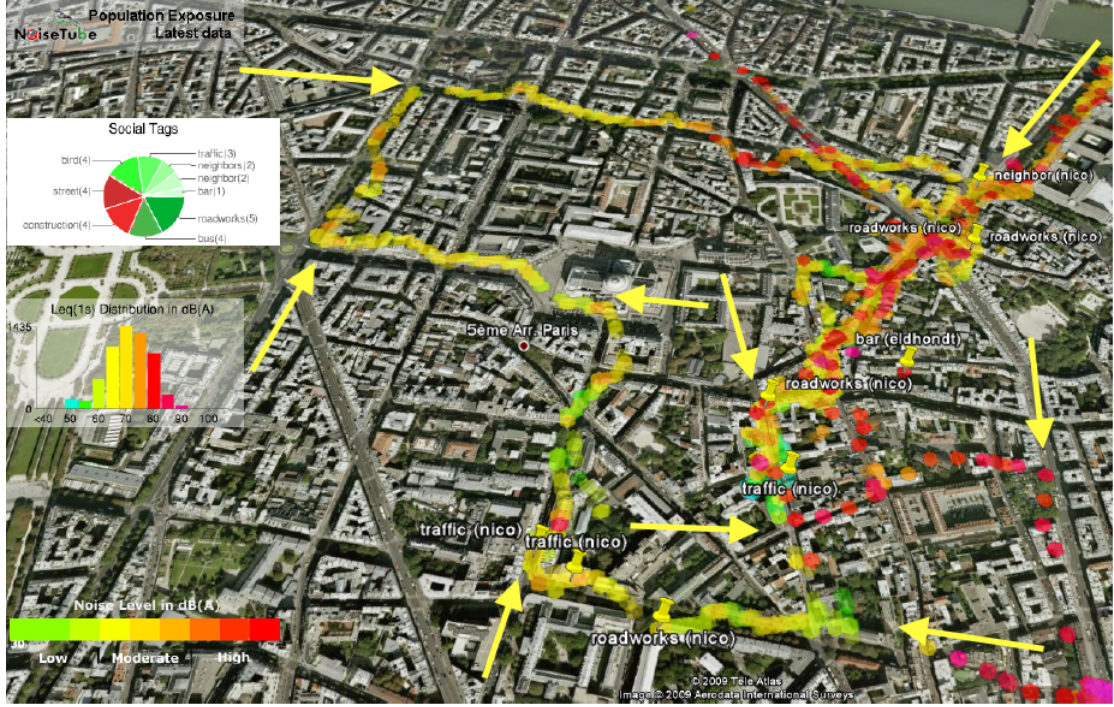 NoiseTube
Population Exposure
Latest data
Social Tags
traffic(3)
bird(4)
neighbors(2)
neighbor(2)
street(4)
bar(1)
roadworks(5)
construction(4)
bus(4)
neighbor (nico)
roadworks (nico)
roadworks (nico)
Leq(1s) Distribution in dB(A)
1435
0
<40 50 60 70 80 90 100
5ème Arr. Paris
bar (eldhondt)
roadworks (nico)
traffic (nico)
traffic (nico)
traffic (nico)
Noise Level in dB(A)
30
Low Moderate High
roadworks (nico)
© 2009 Tele Atlas
Image © 2009 Aerodata International Surveys